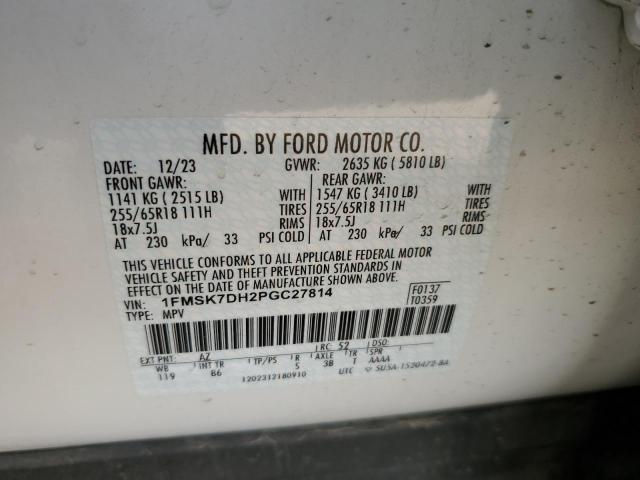 MFD. BY FORD MOTOR CO.
DATE: 12/23 GVWR: 2635 KG ( 5810 LB)
FRONT GAWR: REAR GAWR:
1141 KG ( 2515 LB) WITH 1547 KG ( 3410 LB) WITH
255/65R18 111H TIRES 255/65R18 111H TIRES
18x7.5J RIMS 18x7.5J RIMS
AT 230 kPa/ 33 PSI COLD AT 230 kPa/ 33 PSI COLD
THIS VEHICLE CONFORMS TO ALL APPLICABLE FEDERAL MOTOR
VEHICLE SAFETY AND THEFT PREVENTION STANDARDS IN
EFFECT ON THE DATE OF MANUFACTURE SHOWN ABOVE.
VIN: 1FMSK7DH2PGC27814 F0137
TYPE: MPV T0359
EXT PNT: AZ RC: 52 DSO:
WB INT TR TP/PS R AXLE TR SPR
119 B6 5 3B T AAAA
1202312180910 UTC SU5A-1520472-BA